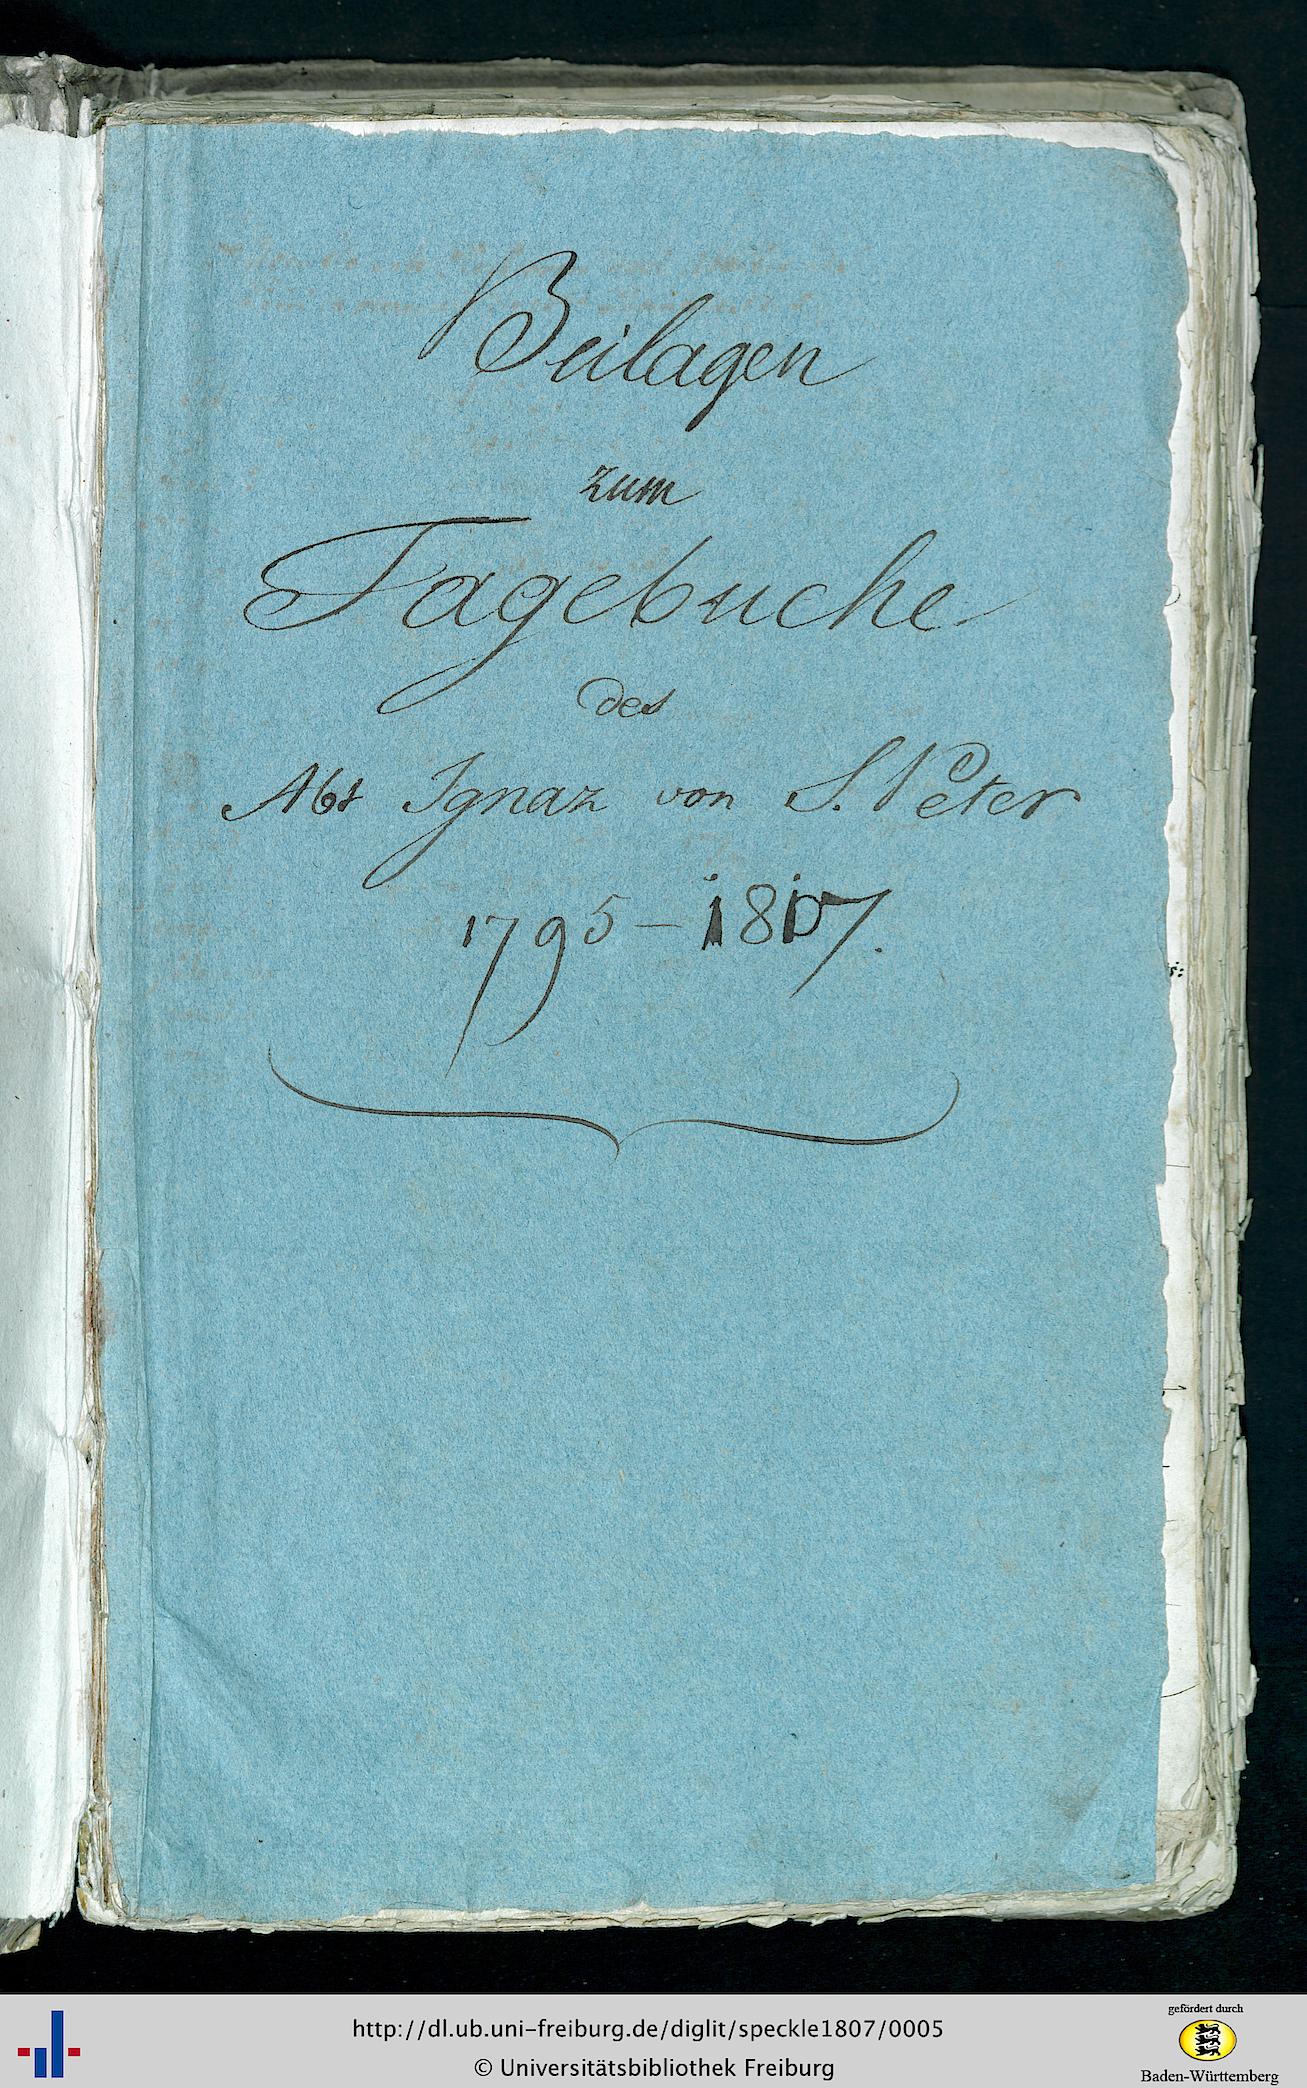 Beilagen
zum
Tagebuche
des
Abt Ignaz von S. Peter
1795 – 1807.
http://dl.ub.uni-freiburg.de/diglit/speckle1807/0005
© Universitätsbibliothek Freiburg
gefördert durch
Baden-Württemberg